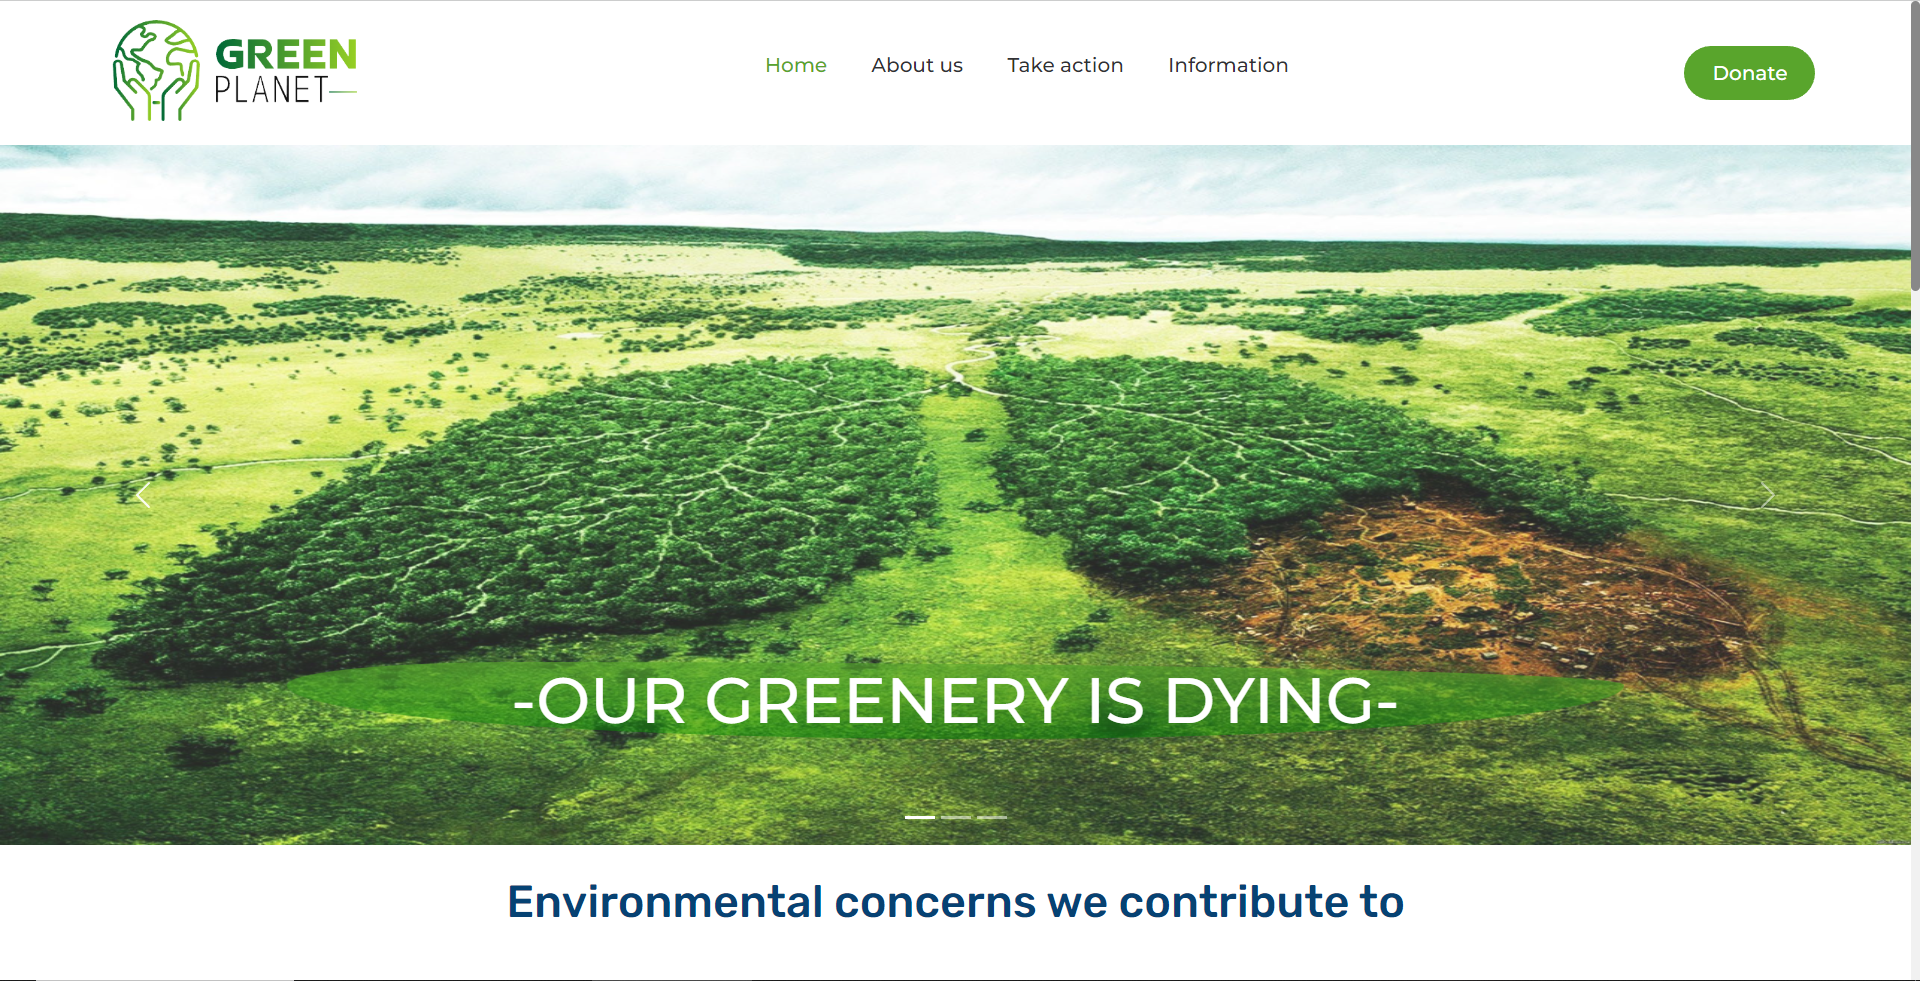 GREEN
PLANET
Home
About us
Take action
Information
Donate
-OUR GREENERY IS DYING-
Environmental concerns we contribute to